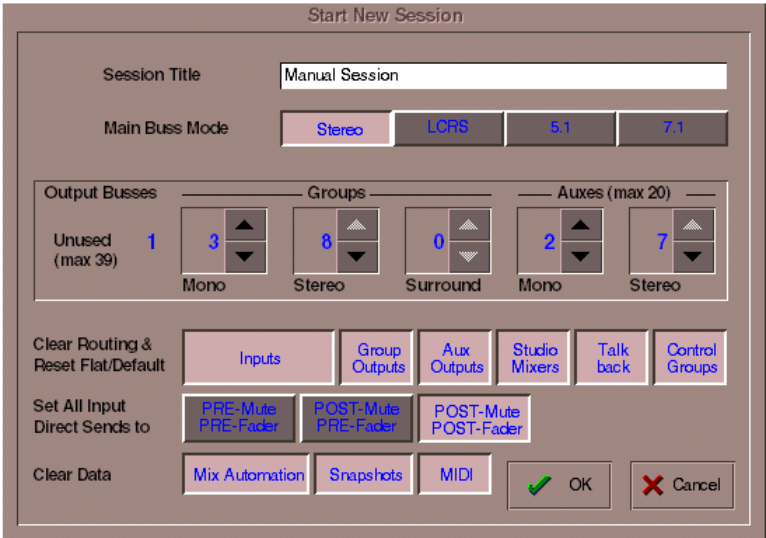 Start New Session
Session Title
Manual Session
Main Buss Mode
Stereo
LCRS
5.1
7.1
Output Busses
Groups
Auxes (max 20)
Unused
(max 39)
1
3
8
0
2
7
Mono
Stereo
Surround
Mono
Stereo
Clear Routing &
Reset Flat/Default
Inputs
Group
Outputs
Aux
Outputs
Studio
Mixers
Talk
back
Control
Groups
Set All Input
Direct Sends to
PRE-Mute
PRE-Fader
POST-Mute
PRE-Fader
POST-Mute
POST-Fader
Clear Data
Mix Automation
Snapshots
MIDI
OK
Cancel